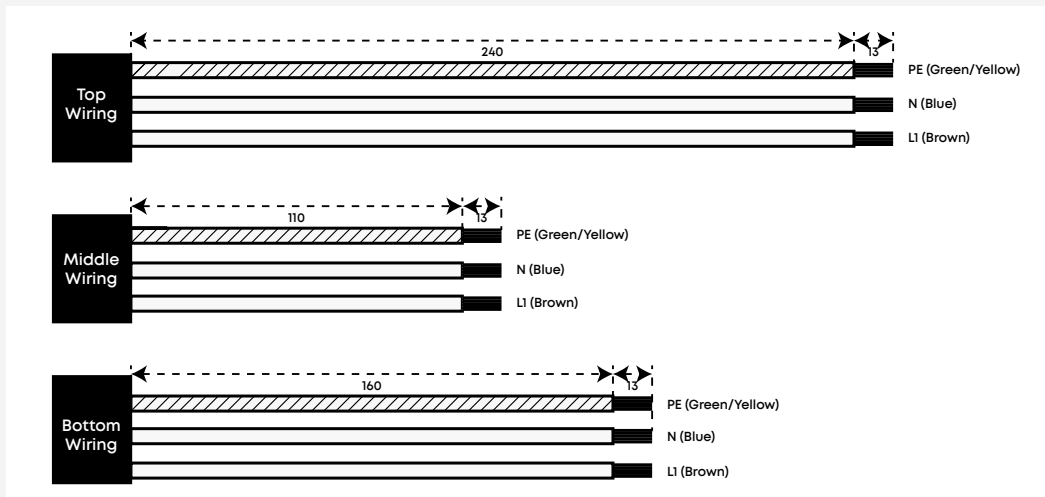 240
13
PE (Green/Yellow)
Top
Wiring
N (Blue)
L1 (Brown)
110
13
PE (Green/Yellow)
Middle
Wiring
N (Blue)
L1 (Brown)
160
13
PE (Green/Yellow)
Bottom
Wiring
N (Blue)
L1 (Brown)